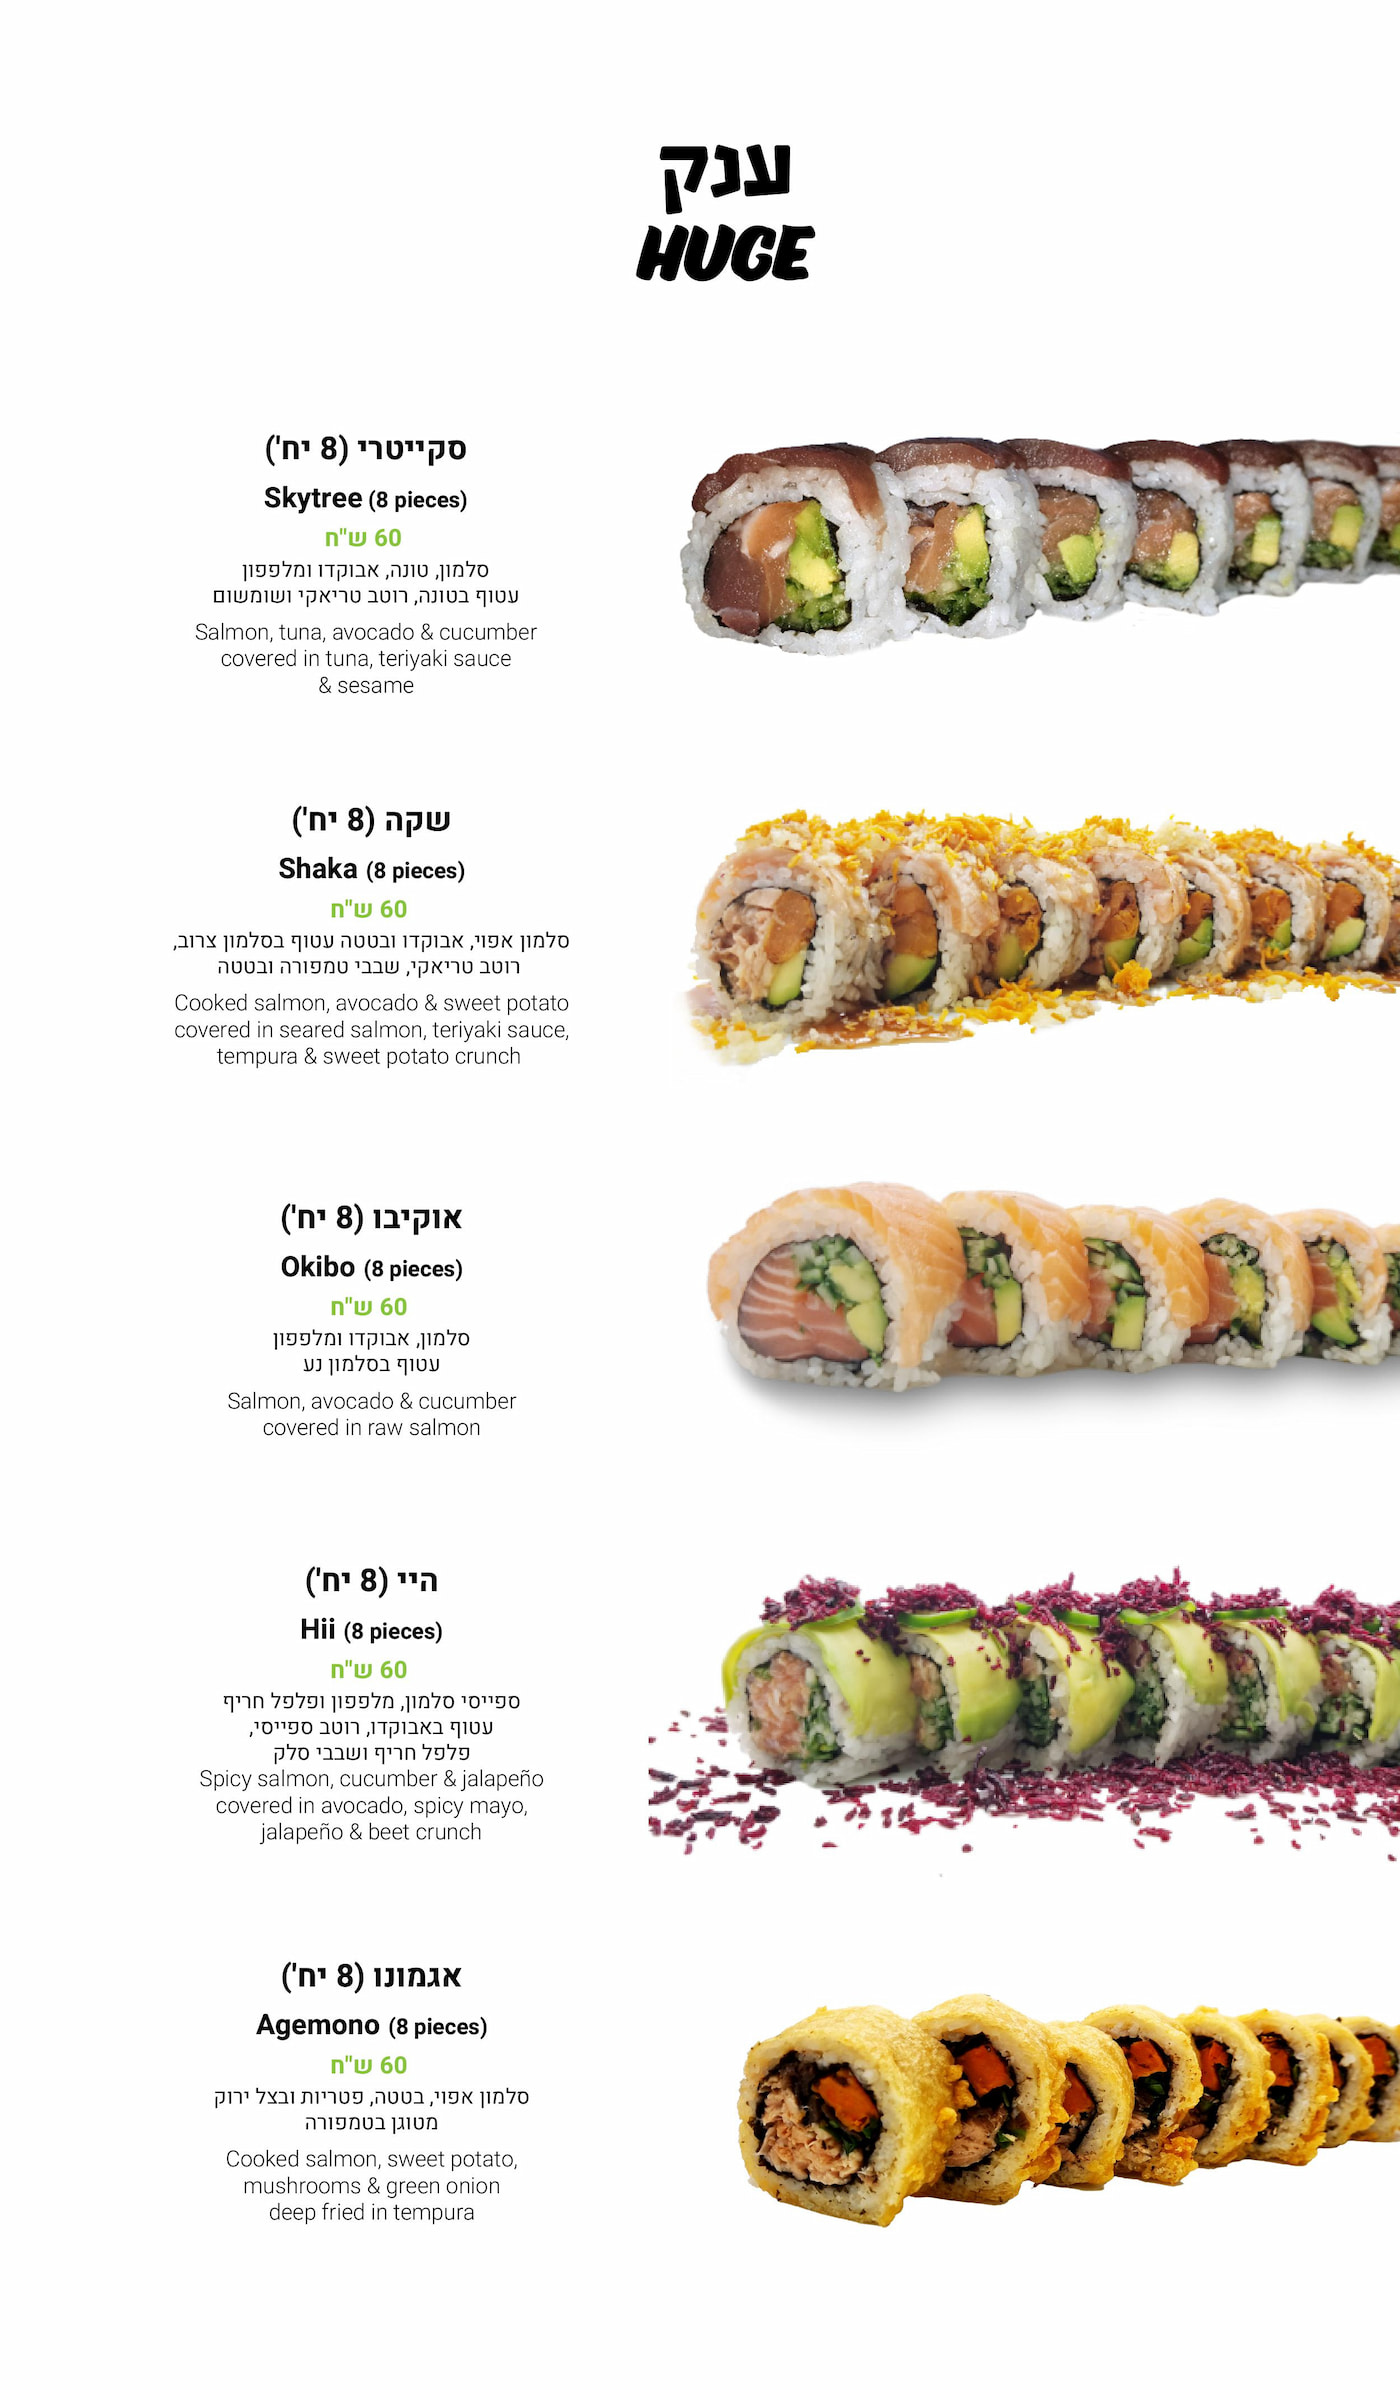 ענק
HUGE
סקייטרי (8 יח')
Skytree (8 pieces)
60 ש"ח
סלמון, טונה, אבוקדו ומלפפון
עטוף בטונה, רוטב טריאקי ושומשום
Salmon, tuna, avocado & cucumber
covered in tuna, teriyaki sauce
& sesame
שקה (8 יח')
Shaka (8 pieces)
60 ש"ח
סלמון אפוי, אבוקדו ובטטה עטוף בסלמון צרוב,
רוטב טריאקי, שבבי טמפורה ובטטה
Cooked salmon, avocado & sweet potato
covered in seared salmon, teriyaki sauce,
tempura & sweet potato crunch
אוקיבו (8 יח')
Okibo (8 pieces)
60 ש"ח
סלמון, אבוקדו ומלפפון
עטוף בסלמון נע
Salmon, avocado & cucumber
covered in raw salmon
היי (8 יח')
Hii (8 pieces)
60 ש"ח
ספייסי סלמון, מלפפון ופלפל חריף
עטוף באבוקדו, רוטב ספייסי,
פלפל חריף ושבבי סלק
Spicy salmon, cucumber & jalapeño
covered in avocado, spicy mayo,
jalapeño & beet crunch
אגמונו (8 יח')
Agemono (8 pieces)
60 ש"ח
סלמון אפוי, בטטה, פטריות ובצל ירוק
מטוגן בטמפורה
Cooked salmon, sweet potato,
mushrooms & green onion
deep fried in tempura